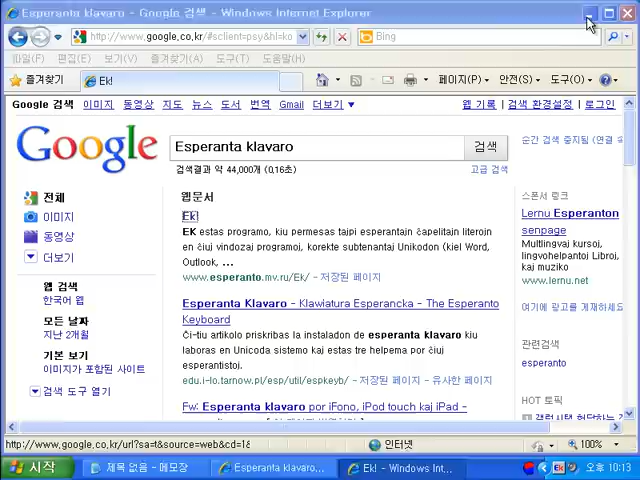 Esperanta klavaro - Google 검색 - Windows Internet Explorer
http://www.google.co.kr/#sclient=psy&hl=ko
Bing
파일(F) 편집(E) 보기(V) 즐겨찾기(A) 도구(T) 도움말(H)
즐겨찾기 Ek! 페이지(P) 안전(S) 도구(O)
Google 검색 이미지 동영상 지도 뉴스 도서 번역 Gmail 더보기 ▼ 웹 기록 | 검색 환경설정 | 로그인
Google Esperanta klavaro 검색
순간 검색 중지됨 (연결 속
검색결과 약 44,000개 (0.16초) 고급 검색
전체
이미지
동영상
더보기
웹 검색
한국어 웹
모든 날짜
지난 2개월
기본 보기
이미지가 포함된 사이트
검색 도구 열기
웹문서
Ek!
EK estas programo, kiu permesas tajpi esperantajn ĉapelitajn literojn
en ĉiuj vindozaj programoj, korekte subtenantaj Unikodon (kiel Word,
Outlook, ...
www.esperanto.mv.ru/Ek/ - 저장된 페이지
Esperanta Klavaro - Klawiatura Esperancka - The Esperanto
Keyboard
Ĉi-tiu artikolo priskribas la instaladon de esperanta klavaro kiu
laboras en Unicoda sistemo kaj estas tre helpema por ĉiuj
esperantistoj.
edu.i-lo.tarnow.pl/esp/util/espkeyb/ - 저장된 페이지 - 유사한 페이지
Fw: Esperanta klavaro por iFono, iPod touch kaj iPad -
스폰서 링크
Lernu Esperanton
senpage
Multlingvaj kursoj,
lingvohelpantoj Libroj,
kaj muziko
www.lernu.net
여기에 광고를 게재하세요
관련검색
esperanto
HOT 토픽
http://www.google.co.kr/url?sa=t&source=web&cd=1& 인터넷 100%
시작 제목 없음 - 메모장 Esperanta klavaro... Ek! - Windows Int... 오후 10:13